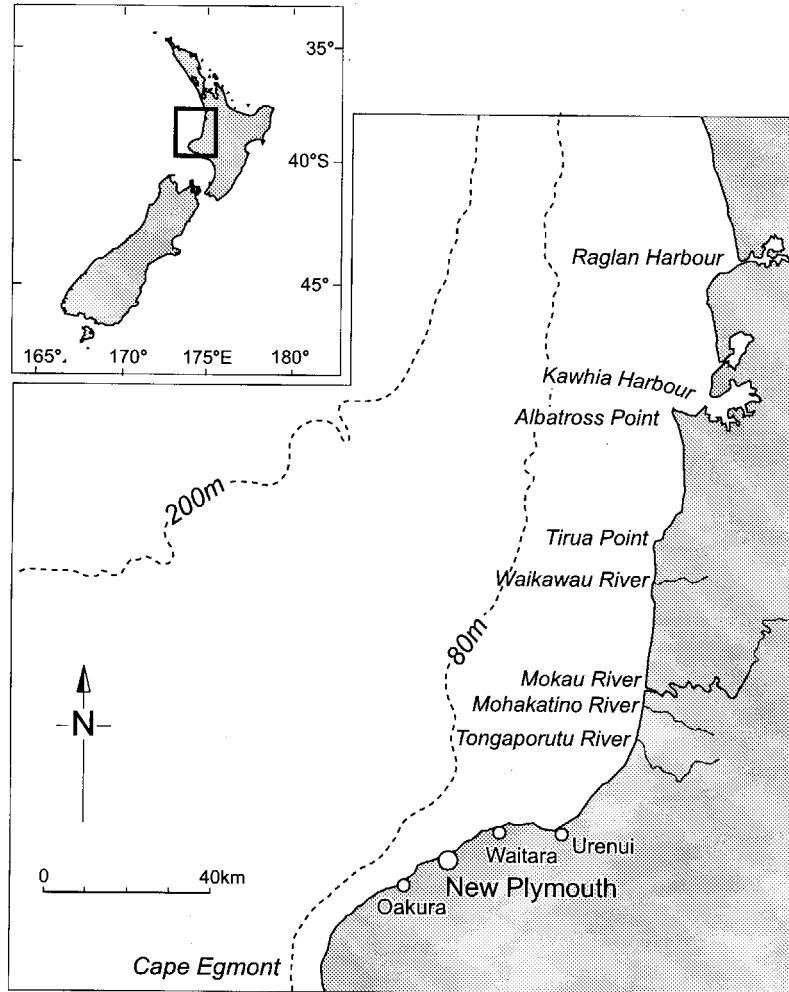 35°
40°S
45°
165°
170°
175°E
180°
Raglan Harbour
Kawhia Harbour
Albatross Point
200m
Tirua Point
Waikawau River
80m
Mokau River
N
Mohakatino River
Tongaporutu River
Waitara
Urenui
0
40km
New Plymouth
Oakura
Cape Egmont